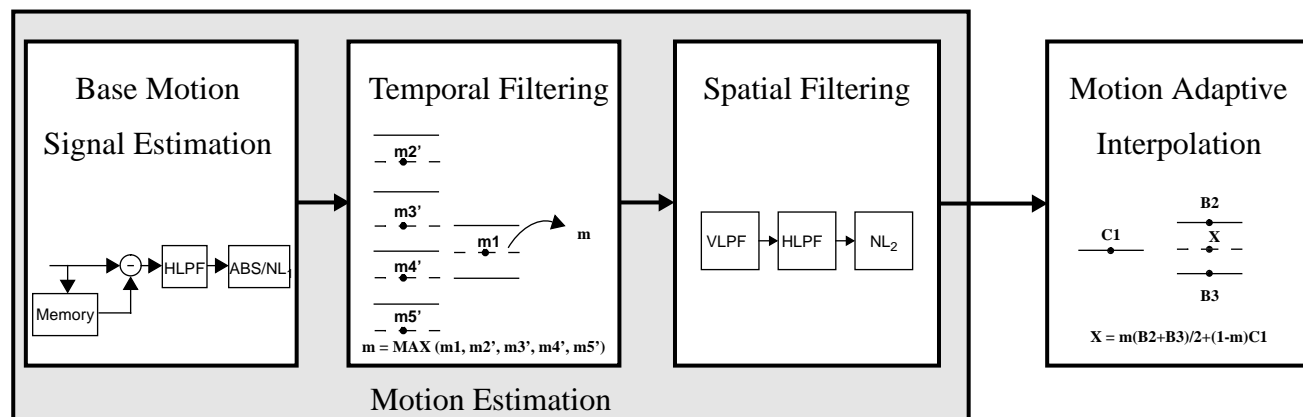 Base Motion
Signal Estimation
Memory
−
HLPF
ABS/NL1
Temporal Filtering
m2’
m3’
m1
m
m4’
m5’
m = MAX (m1, m2’, m3’, m4’, m5’)
Spatial Filtering
VLPF
HLPF
NL2
Motion Estimation
Motion Adaptive
Interpolation
B2
C1
X
B3
X = m(B2+B3)/2+(1-m)C1